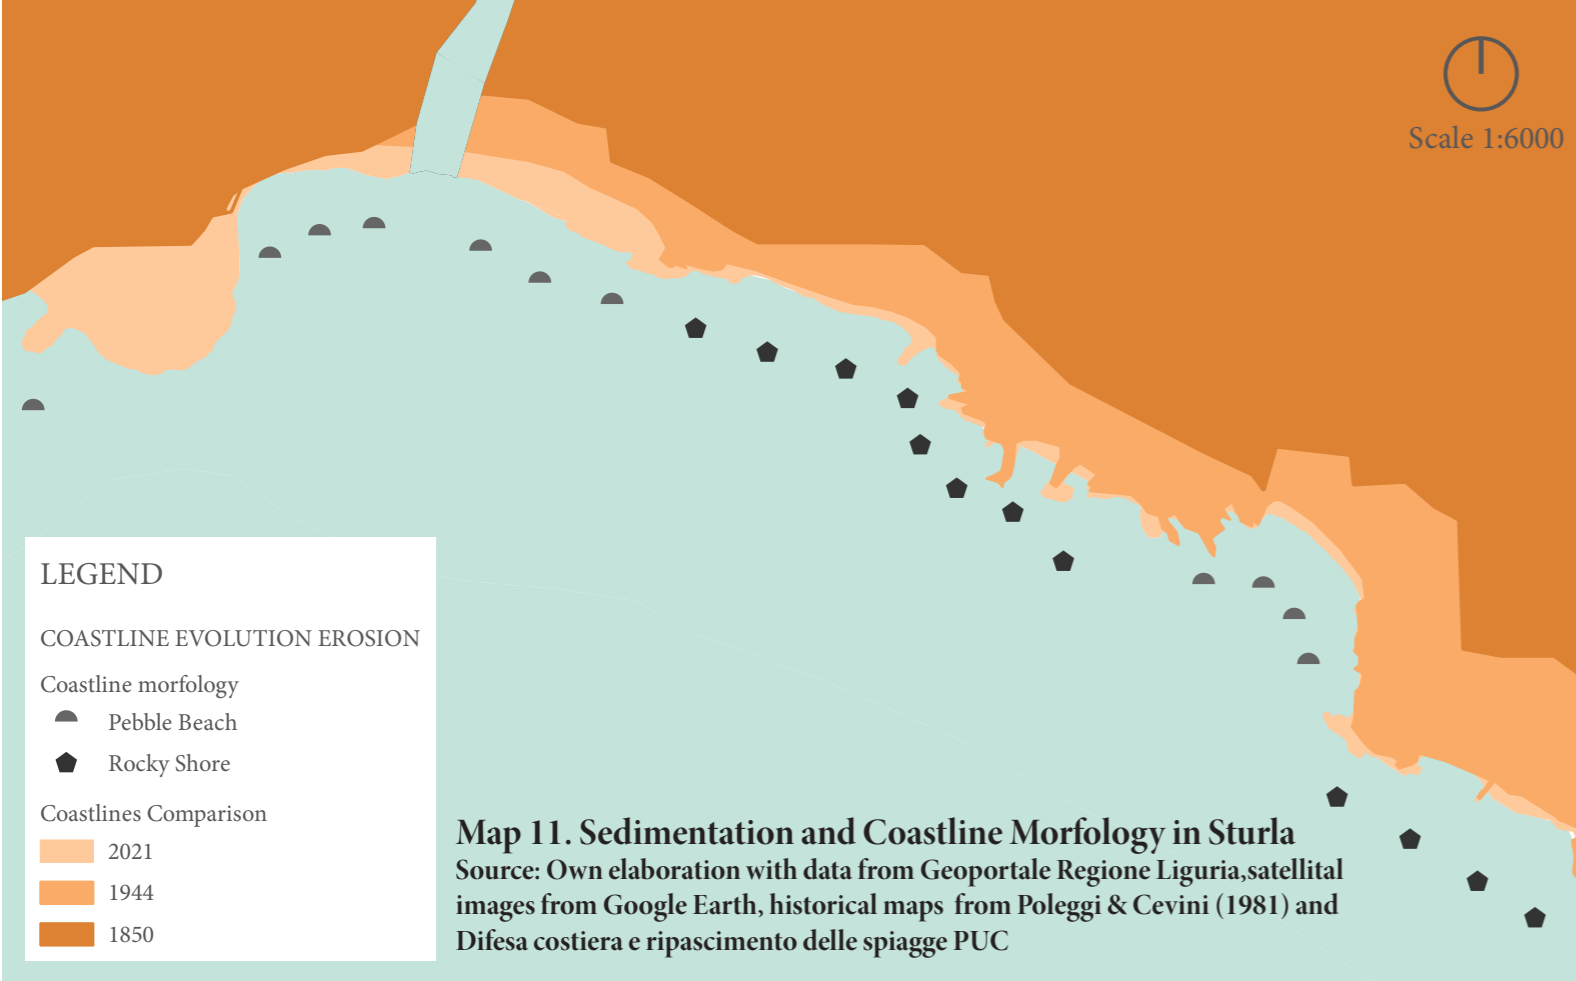 Scale 1:6000
LEGEND
COASTLINE EVOLUTION EROSION
Coastline morfology
Pebble Beach
Rocky Shore
Coastlines Comparison
2021
1944
1850
Map 11. Sedimentation and Coastline Morfology in Sturla
Source: Own elaboration with data from Geoportale Regione Liguria,satellital
images from Google Earth, historical maps from Poleggi & Cevini (1981) and
Difesa costiera e ripascimento delle spiagge PUC